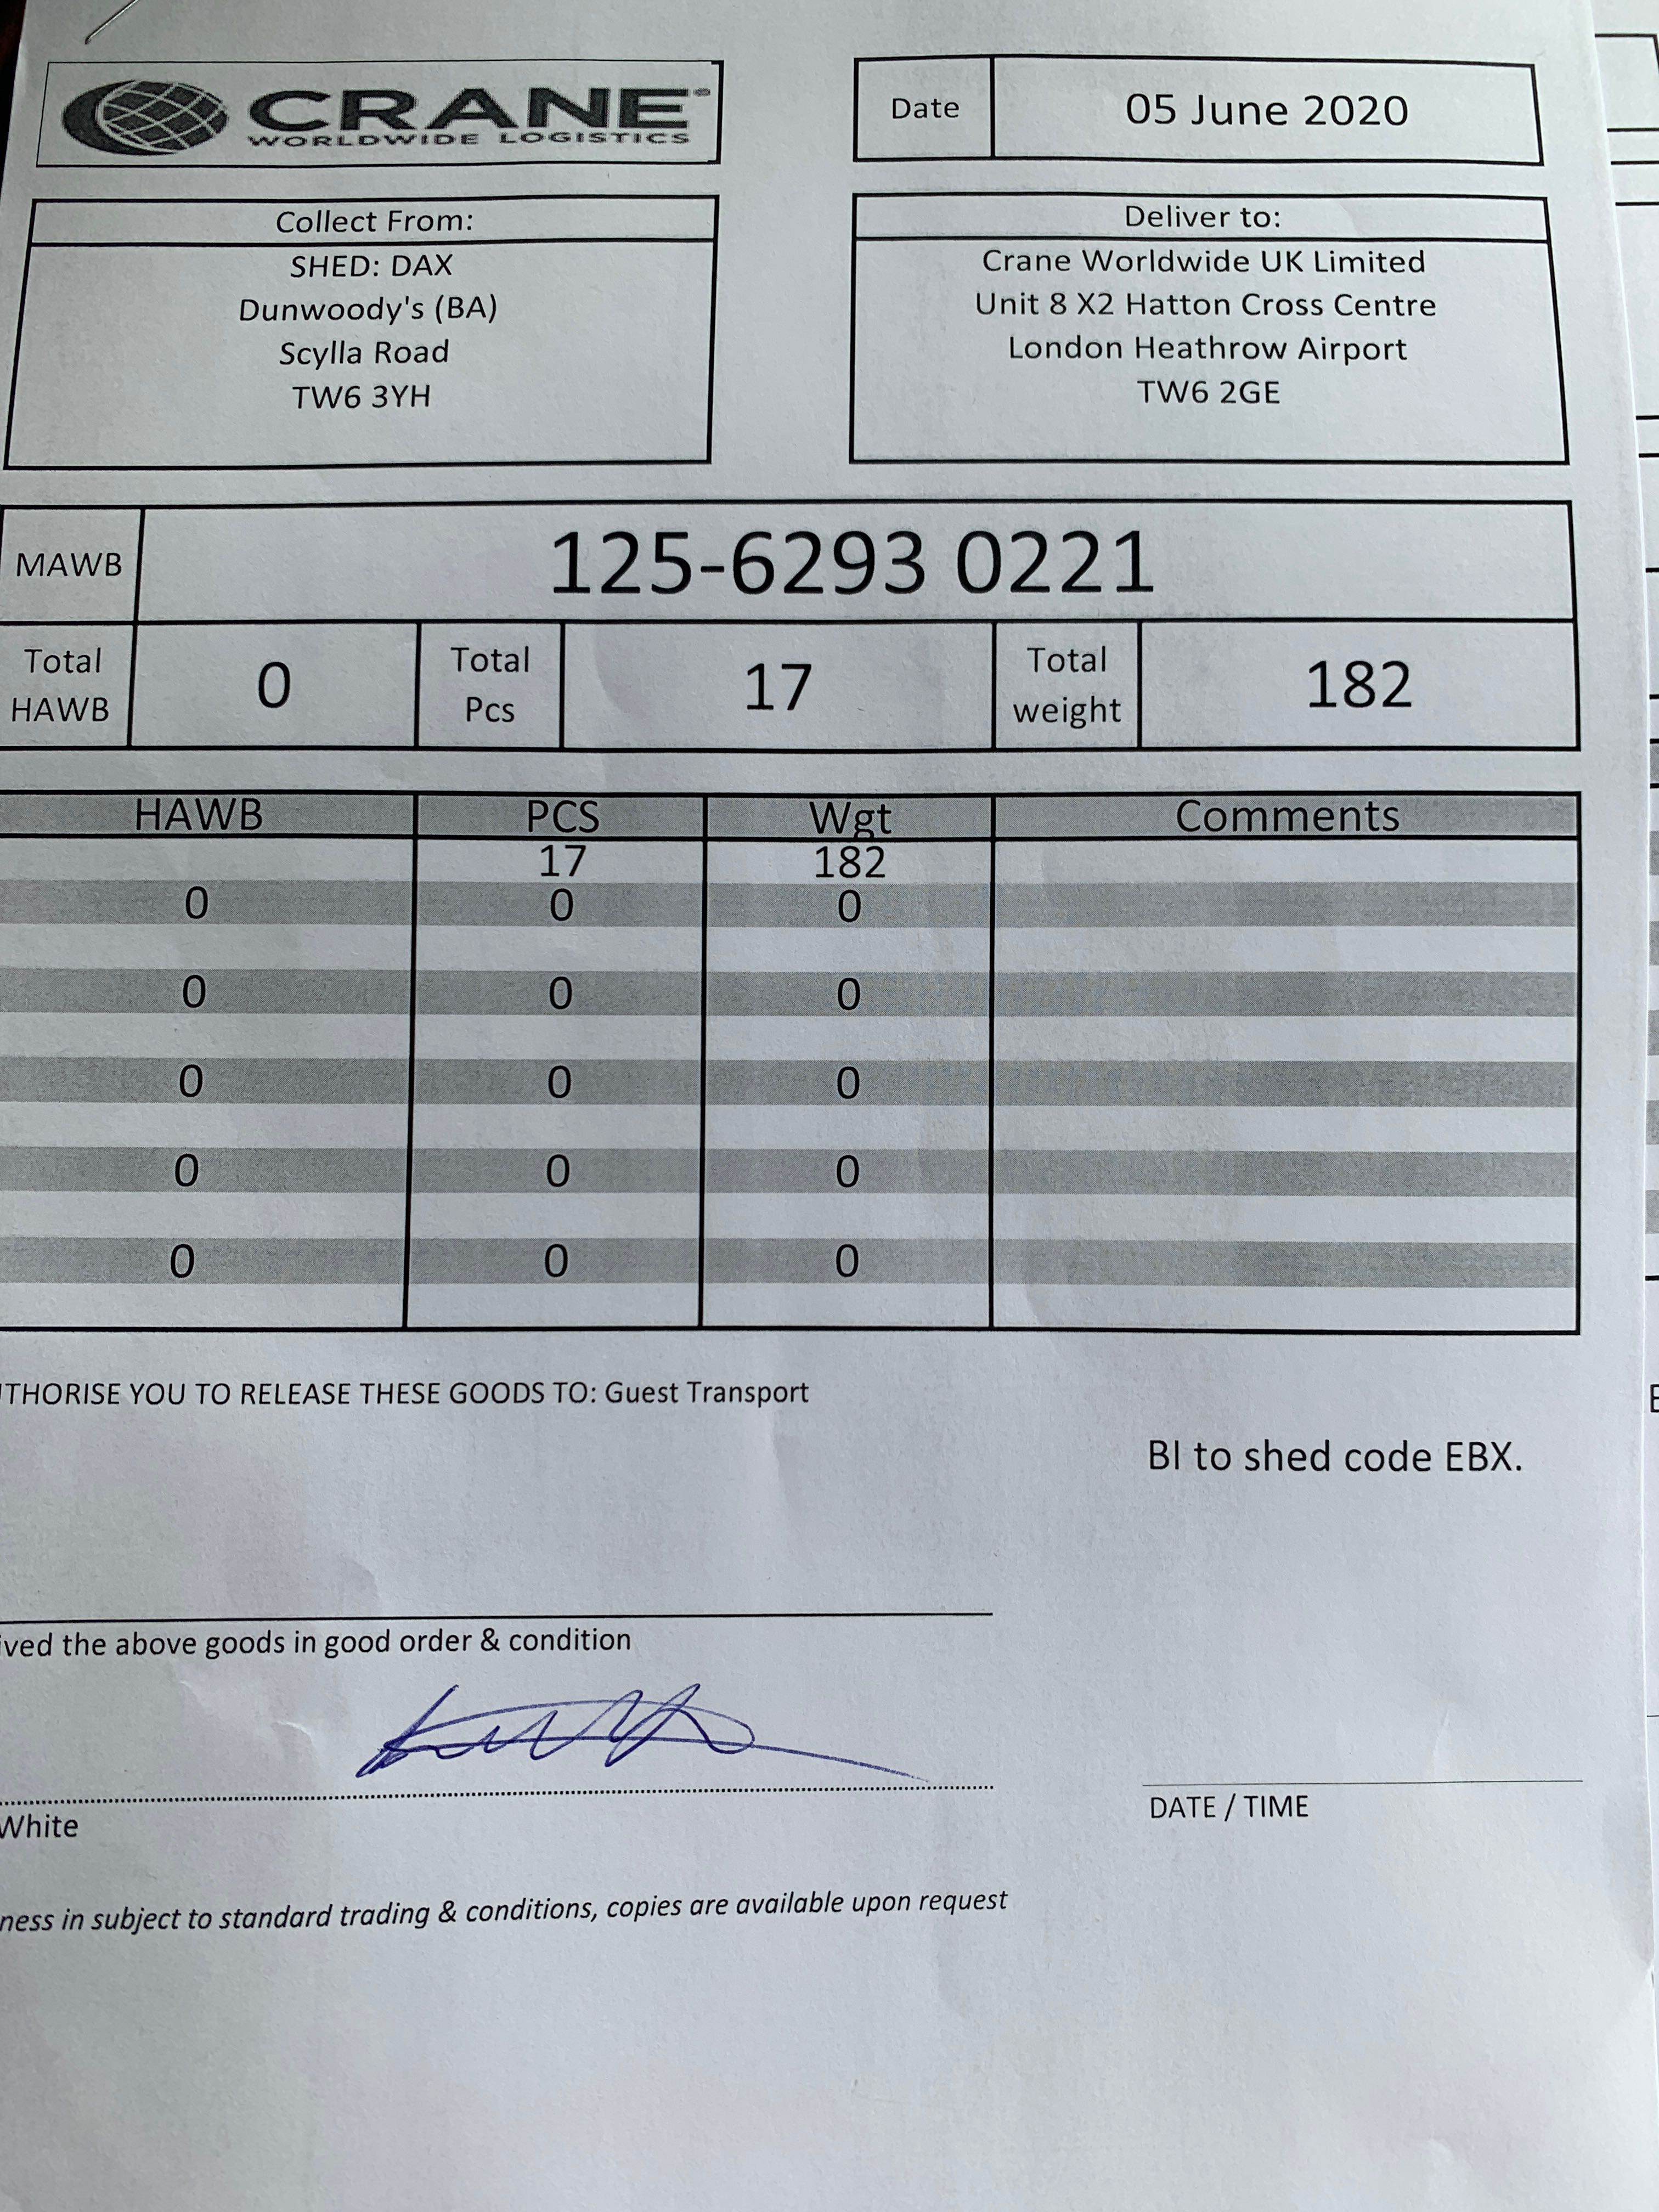 CRANE
WORLDWIDE LOGISTICS
Date 05 June 2020
Collect From:
SHED: DAX
Dunwoody's (BA)
Scylla Road
TW6 3YH
Deliver to:
Crane Worldwide UK Limited
Unit 8 X2 Hatton Cross Centre
London Heathrow Airport
TW6 2GE
MAWB 125-6293 0221
Total HAWB 0 Total Pcs 17 Total weight 182
HAWB PCS Wgt Comments
17 182
0 0 0
0 0 0
0 0 0
0 0 0
0 0 0
THORISE YOU TO RELEASE THESE GOODS TO: Guest Transport
BI to shed code EBX.
ived the above goods in good order & condition
White
DATE / TIME
ness in subject to standard trading & conditions, copies are available upon request